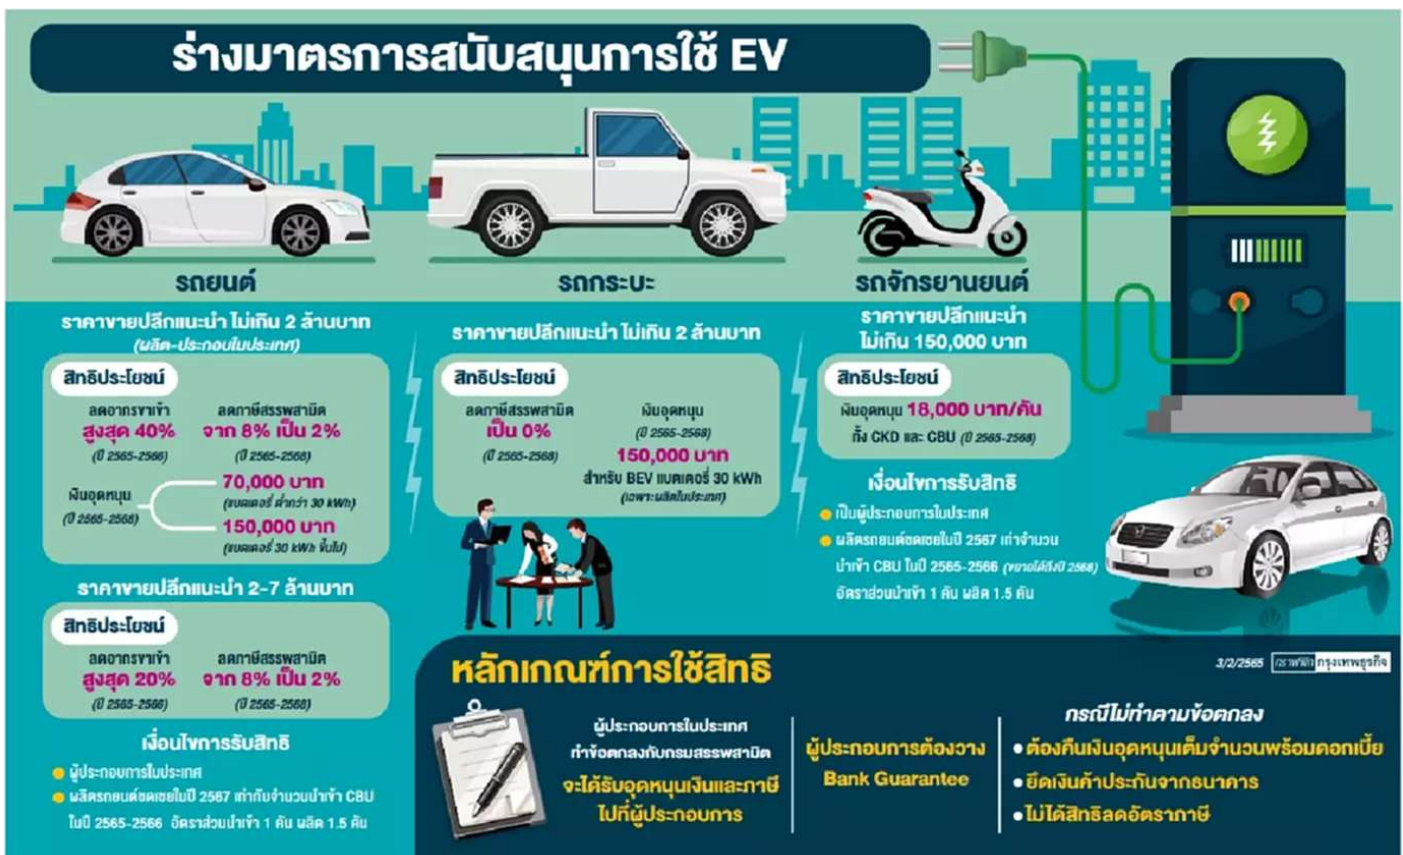 ร่างมาตรการสนับสนุนการใช้ EV
รถยนต์
ราคาขายปลีกแนะนำ ไม่เกิน 2 ล้านบาท
(ผลิต-ประกอบในประเทศ)
สิทธิประโยชน์
ลดอากรขาเข้า
สูงสุด 40%
(ปี 2565-2566)
ลดภาษีสรรพสามิต
จาก 8% เป็น 2%
(ปี 2565-2568)
เงินอุดหนุน
(ปี 2565-2568)
70,000 บาท
(แบตเตอรี่ ต่ำกว่า 30 kWh)
150,000 บาท
(แบตเตอรี่ 30 kWh ขึ้นไป)
ราคาขายปลีกแนะนำ 2-7 ล้านบาท
สิทธิประโยชน์
ลดอากรขาเข้า
สูงสุด 20%
(ปี 2565-2566)
ลดภาษีสรรพสามิต
จาก 8% เป็น 2%
(ปี 2565-2568)
เงื่อนไขการรับสิทธิ
ผู้ประกอบการในประเทศ
ผลิตรถยนต์ชดเชยในปี 2567 เท่ากับจำนวนนำเข้า CBU
ในปี 2565-2566 อัตราส่วนนำเข้า 1 คัน ผลิต 1.5 คัน
รถกระบะ
ราคาขายปลีกแนะนำ ไม่เกิน 2 ล้านบาท
สิทธิประโยชน์
ลดภาษีสรรพสามิต
เป็น 0%
(ปี 2565-2568)
เงินอุดหนุน
(ปี 2565-2568)
150,000 บาท
สำหรับ BEV แบตเตอรี่ 30 kWh
(เฉพาะผลิตในประเทศ)
รถจักรยานยนต์
ราคาขายปลีกแนะนำ
ไม่เกิน 150,000 บาท
สิทธิประโยชน์
เงินอุดหนุน 18,000 บาท/คัน
ทั้ง CKD และ CBU (ปี 2565-2568)
เงื่อนไขการรับสิทธิ
เป็นผู้ประกอบการในประเทศ
ผลิตรถยนต์ชดเชยในปี 2567 เท่าจำนวน
นำเข้า CBU ในปี 2565-2566 (ขยายได้ถึงปี 2568)
อัตราส่วนนำเข้า 1 คัน ผลิต 1.5 คัน
3/2/2565 กราฟฟิก กรุงเทพธุรกิจ
หลักเกณฑ์การใช้สิทธิ
ผู้ประกอบการในประเทศ
ทำข้อตกลงกับกรมสรรพสามิต
จะได้รับอุดหนุนเงินและภาษี
ไปที่ผู้ประกอบการ
ผู้ประกอบการต้องวาง
Bank Guarantee
กรณีไม่ทำตามข้อตกลง
ต้องคืนเงินอุดหนุนเต็มจำนวนพร้อมดอกเบี้ย
ยึดเงินค้ำประกันจากธนาคาร
ไม่ได้สิทธิลดอัตราภาษี